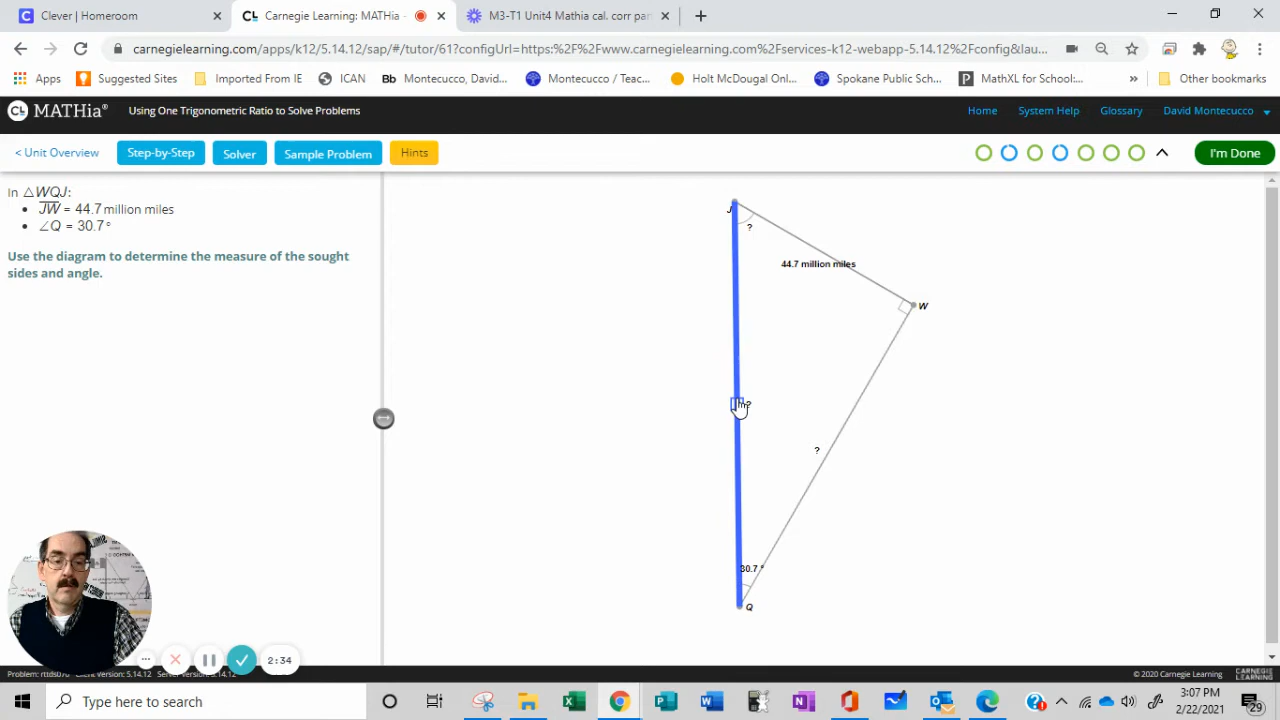 Clever | Homeroom
Carnegie Learning: MATHia -
M3-T1 Unit4 Mathia cal. corr par
carnegielearning.com/apps/k12/5.14.12/sap/#/tutor/61?configUrl=https:%2F%2Fwww.carnegielearning.com%2Fservices-k12-webapp-5.14.12%2Fconfig&lau...
Apps Suggested Sites Imported From IE ICAN Bb Montecucco, David... Montecucco / Teac... Holt McDougal Onl... Spokane Public Sch... MathXL for School:... » Other bookmarks
CL MATHia® Using One Trigonometric Ratio to Solve Problems Home System Help Glossary David Montecucco
< Unit Overview Step-by-Step Solver Sample Problem Hints I'm Done
In △WQJ:
• JW = 44.7 million miles
• ∠Q = 30.7°
Use the diagram to determine the measure of the sought
sides and angle.
J
?
44.7 million miles
W
?
?
30.7 °
Q
2:34
© 2020 Carnegie Learning CARNEGIE LEARNING
Type here to search
3:07 PM
2/22/2021
29